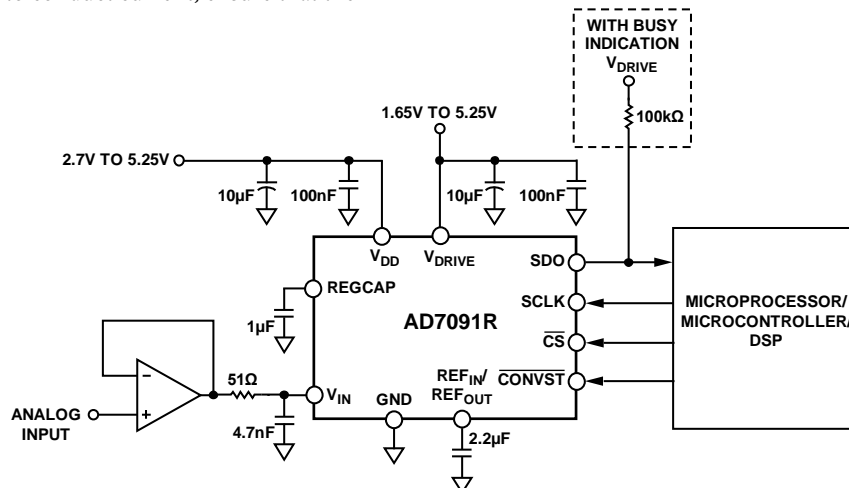 WITH BUSY
INDICATION
VDRIVE
100kΩ
1.65V TO 5.25V
2.7V TO 5.25V
10µF
100nF
10µF
100nF
VDD
VDRIVE
SDO
REGCAP
SCLK
1µF
AD7091R
CS
MICROPROCESSOR/
MICROCONTROLLER/
DSP
51Ω
VIN
GND
REFIN/
REFOUT
CONVST
ANALOG
INPUT
4.7nF
2.2µF